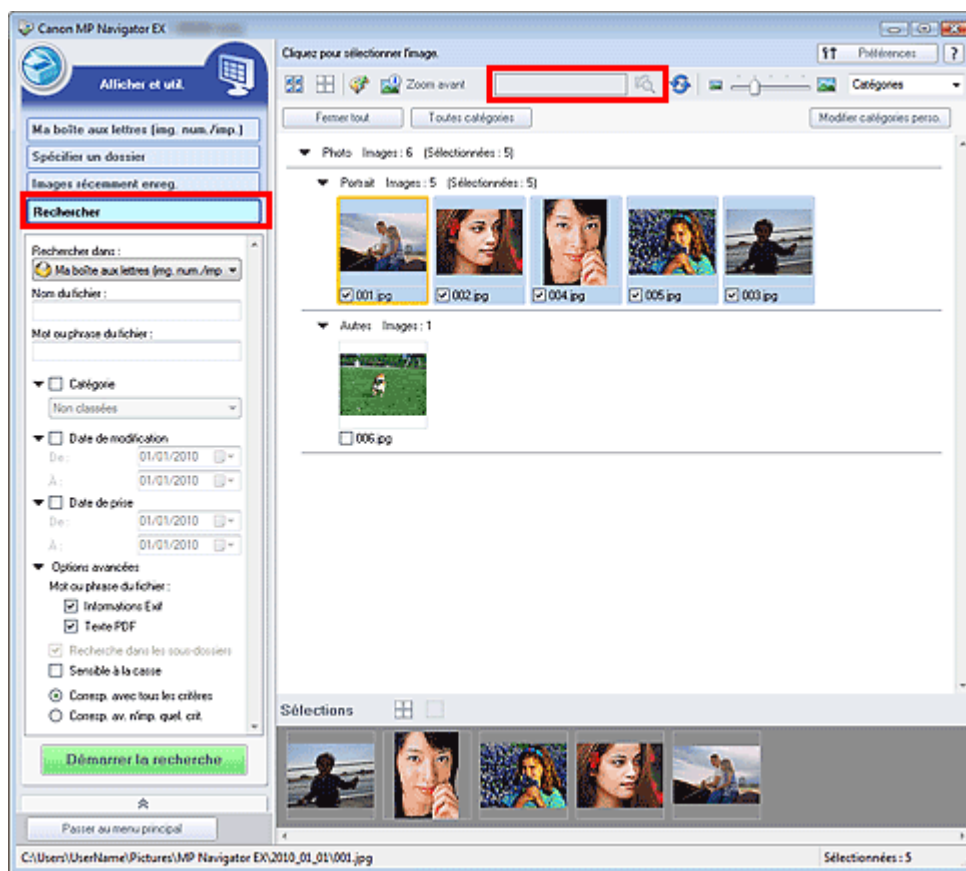 Canon MP Navigator EX
Afficher et util.
Ma boîte aux lettres (img. num./imp.)
Spécifier un dossier
Images récemment enreg.
Rechercher
Rechercher dans :
Ma boîte aux lettres (img. num./imp
Nom du fichier :
Mot ou phrase du fichier :
Catégorie
Non classées
Date de modification
De : 01/01/2010
À : 01/01/2010
Date de prise
De : 01/01/2010
À : 01/01/2010
Options avancées
Mot ou phrase du fichier :
Informations Exif
Texte PDF
Recherche dans les sous-dossiers
Sensible à la casse
Corresp. avec tous les critères
Corresp. av. n'imp. quel. crit.
Démarrer la recherche
Passer au menu principal
Cliquez pour sélectionner l'image.
Préférences ?
Zoom avant
Catégories
Fermer tout Toutes catégories Modifier catégories perso.
Photo Images : 6 (Sélectionnées : 5)
Portrait Images : 5 (Sélectionnées : 5)
001.jpg 002.jpg 004.jpg 005.jpg 003.jpg
Autres Images : 1
006.jpg
Sélections
C:\Users\UserName\Pictures\MP Navigator EX\2010_01_01\001.jpg
Sélectionnées : 5